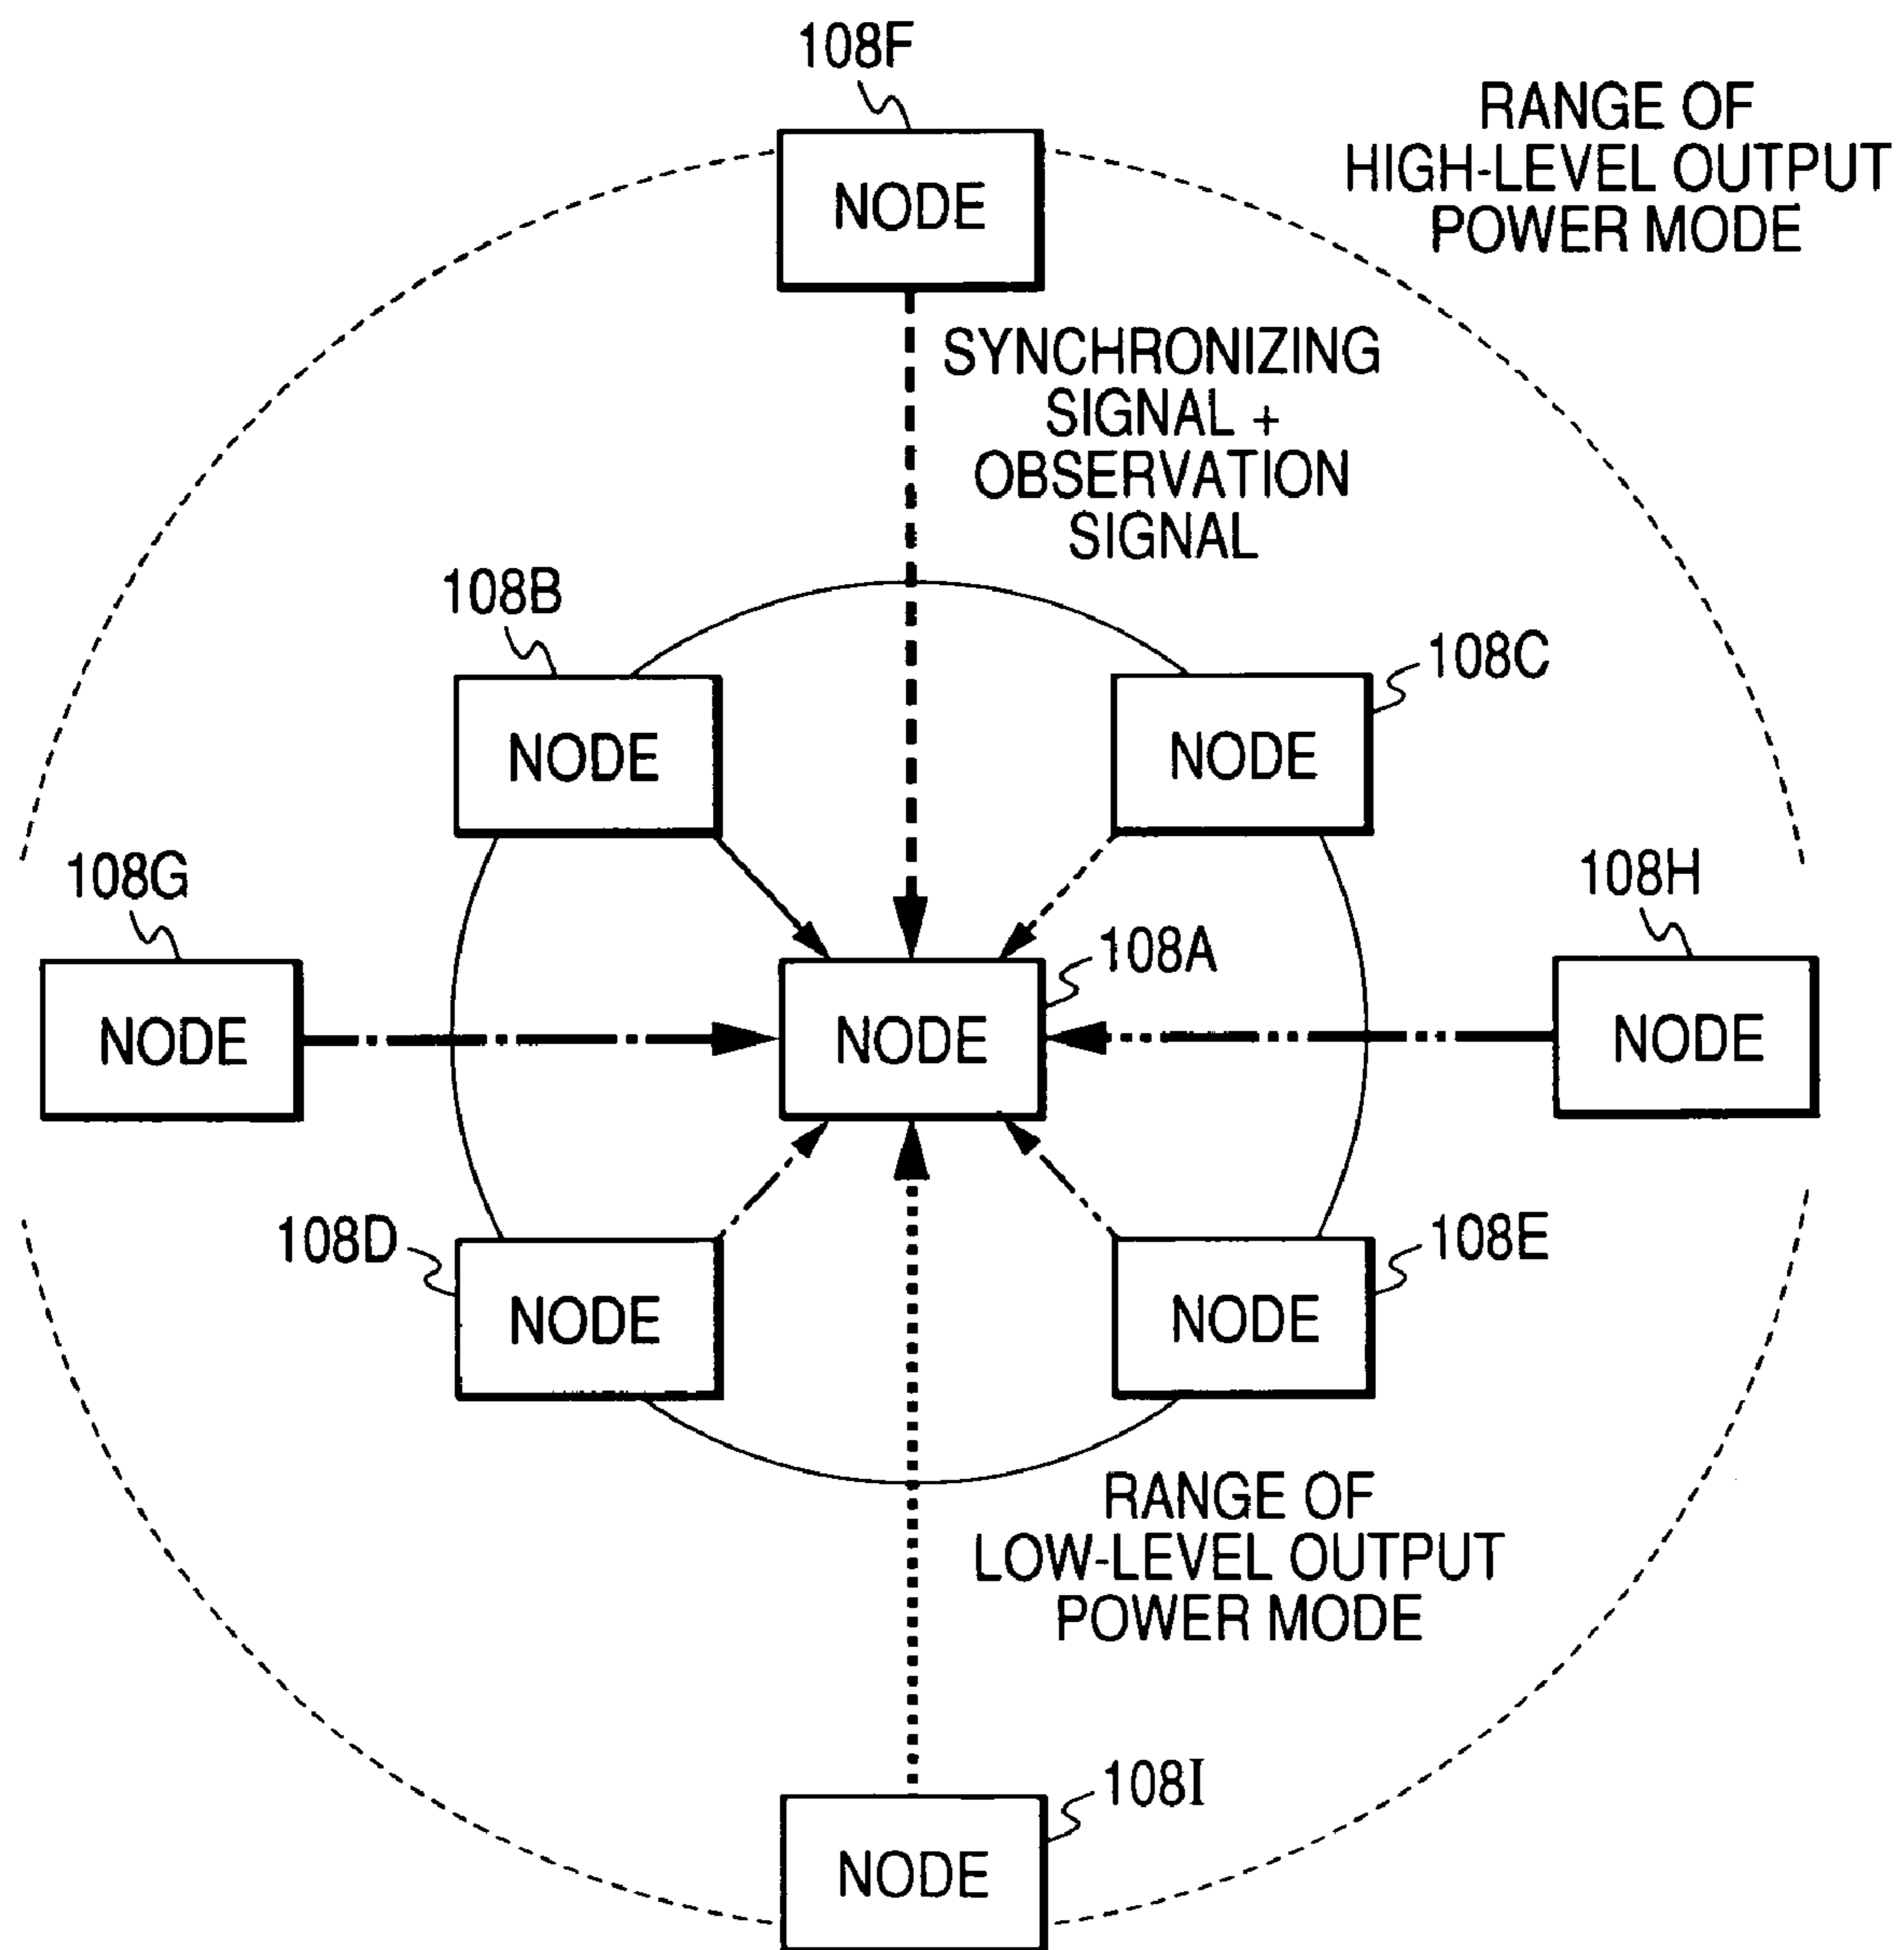 108F
RANGE OF
HIGH-LEVEL OUTPUT
POWER MODE
NODE
SYNCHRONIZING
SIGNAL +
OBSERVATION
SIGNAL
108B
108C
NODE
NODE
108G
108H
108A
NODE
NODE
NODE
108D
108E
NODE
NODE
RANGE OF
LOW-LEVEL OUTPUT
POWER MODE
108I
NODE